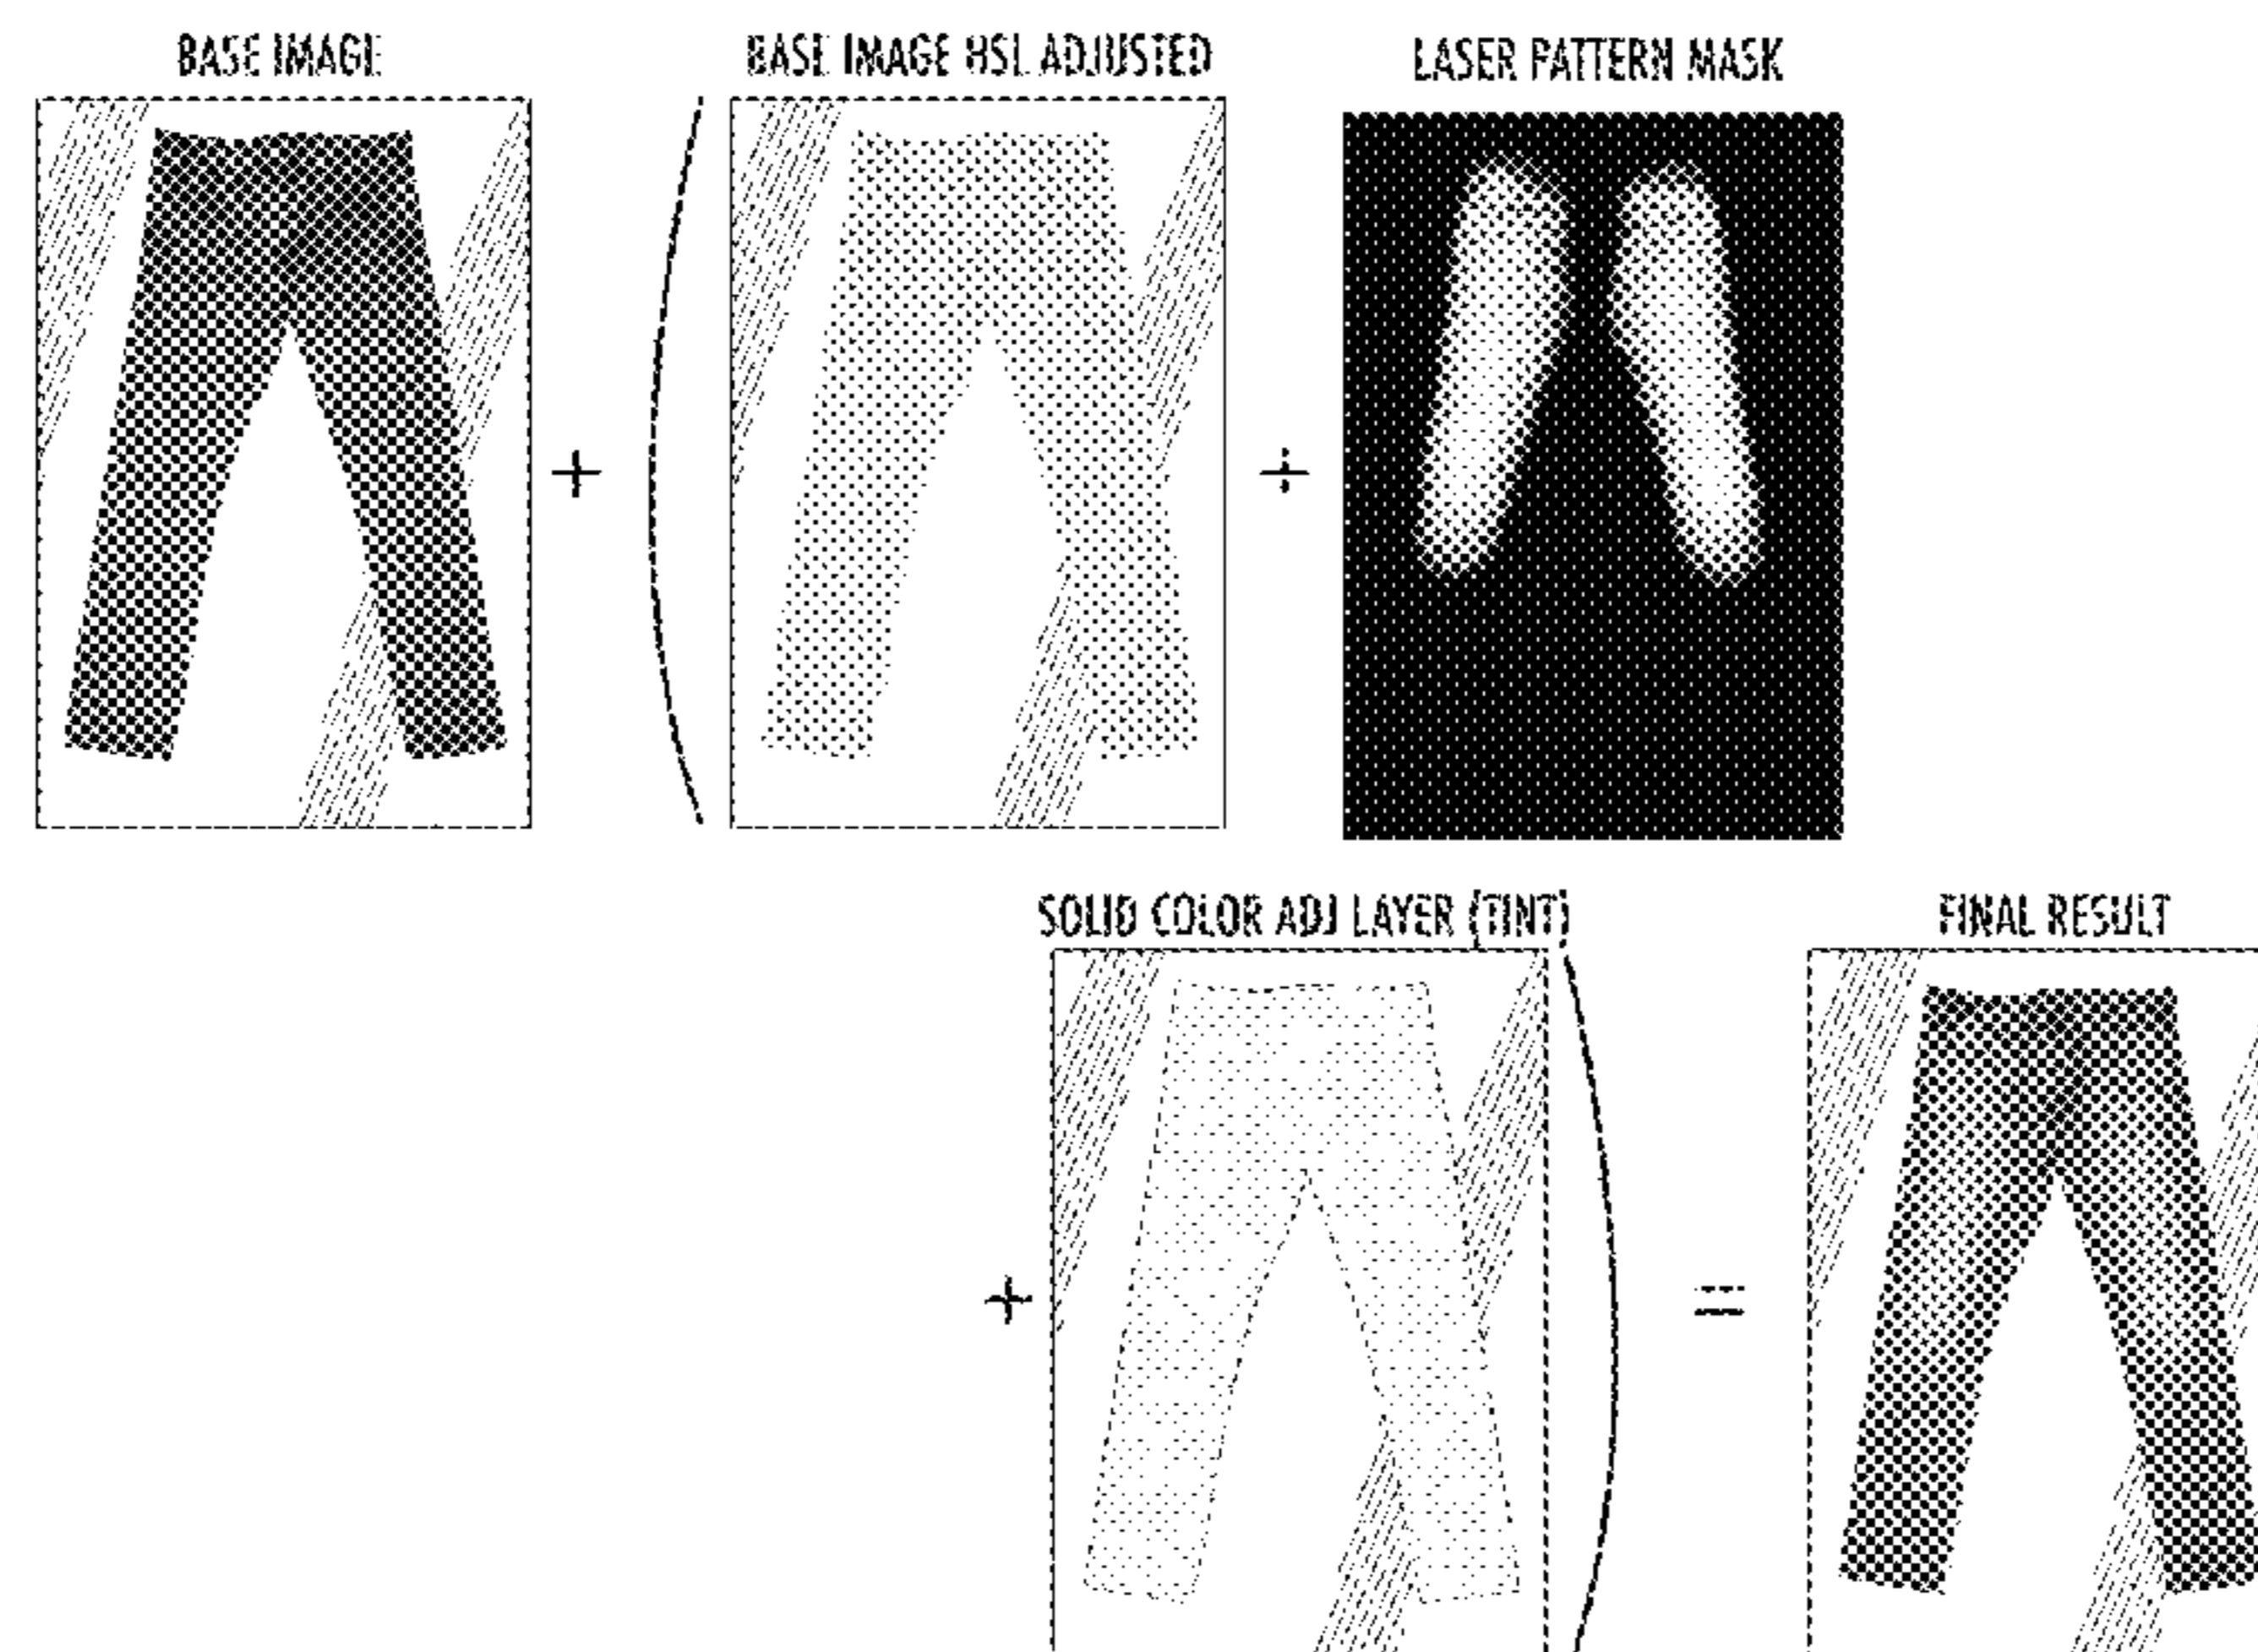 BASE IMAGE
BASE IMAGE HSL ADJUSTED
LASER PATTERN MASK
+
÷
SOLID COLOR ADJ LAYER (TINT)
FINAL RESULT
+
=